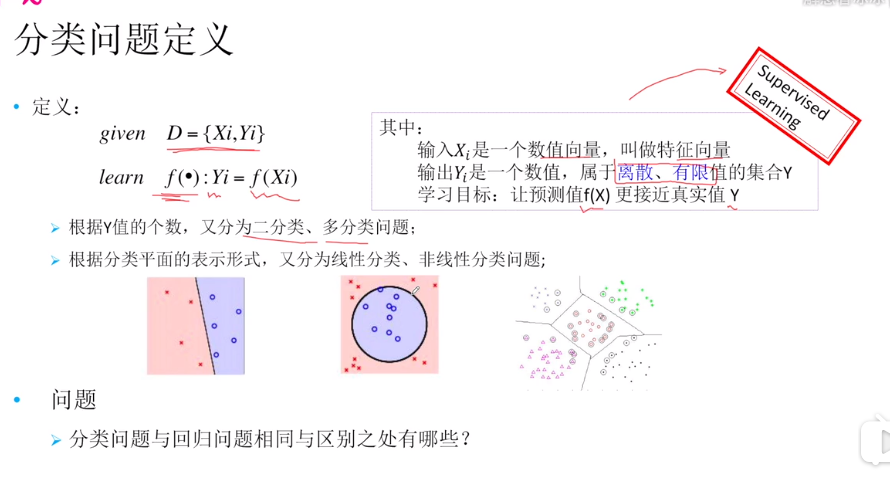 分类问题定义
• 定义：
given D = {Xi,Yi}
learn f(•) : Yi = f(Xi)
其中：
输入Xᵢ是一个数值向量，叫做特征向量
输出Yᵢ是一个数值，属于离散、有限值的集合Y
学习目标：让预测值f(X) 更接近真实值 Y
Supervised
Learning
➢ 根据Y值的个数，又分为二分类、多分类问题；
➢ 根据分类平面的表示形式，又分为线性分类、非线性分类问题;
• 问题
➢ 分类问题与回归问题相同与区别之处有哪些？